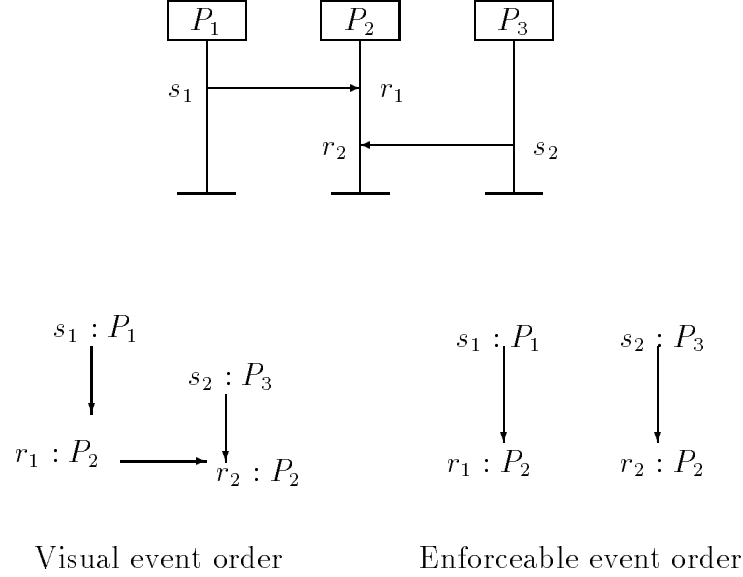 P₁ P₂ P₃
s₁ r₁
r₂ s₂
s₁ : P₁
s₂ : P₃
r₁ : P₂
r₂ : P₂
Visual event order
s₁ : P₁ s₂ : P₃
r₁ : P₂ r₂ : P₂
Enforceable event order